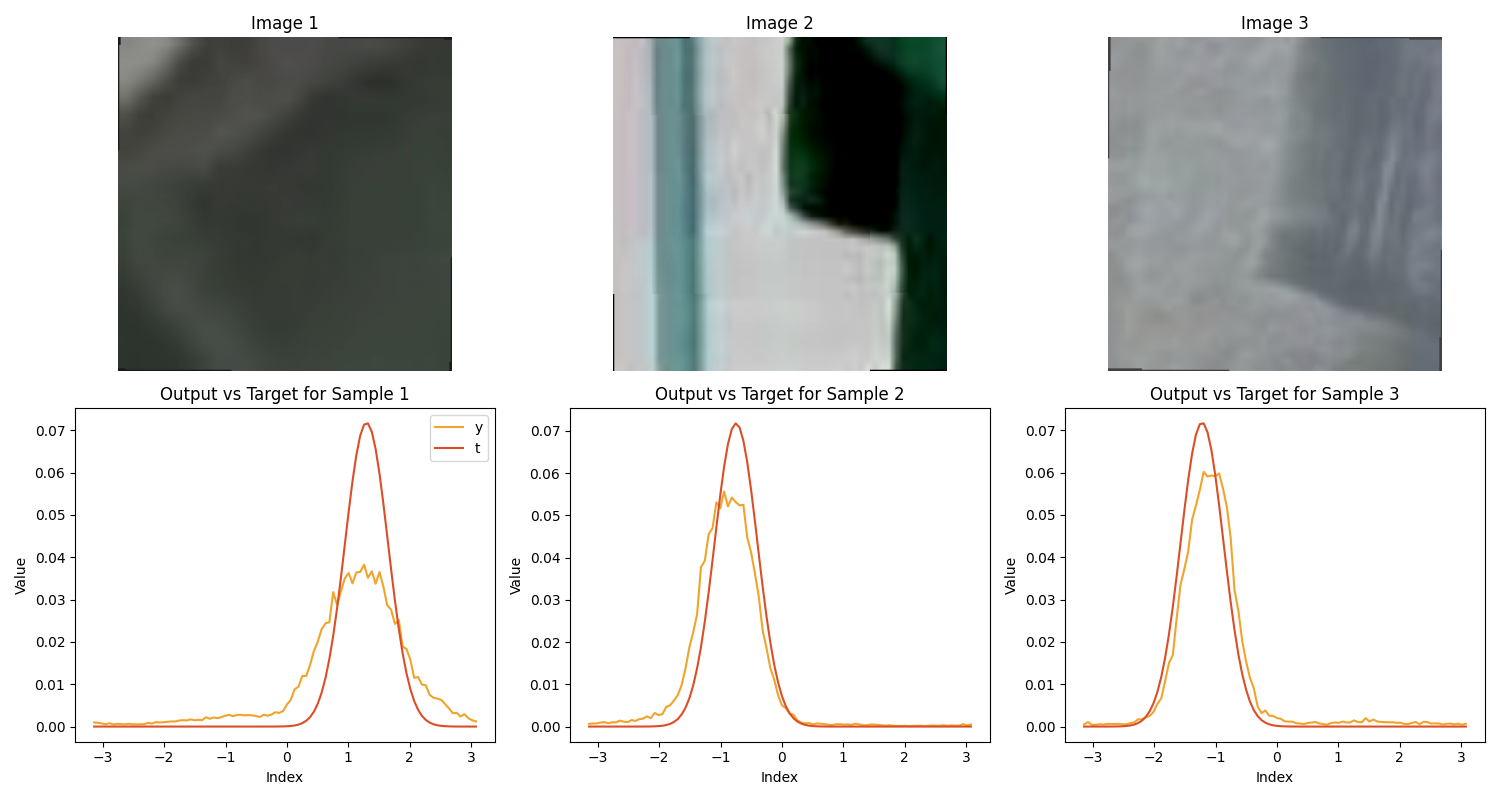 Image 1
Image 2
Image 3
Output vs Target for Sample 1
Output vs Target for Sample 2
Output vs Target for Sample 3
y
t
0.07
0.06
0.05
0.04
0.03
0.02
0.01
0.00
Value
−3 −2 −1 0 1 2 3
Index
0.07
0.06
0.05
0.04
0.03
0.02
0.01
0.00
Value
−3 −2 −1 0 1 2 3
Index
0.07
0.06
0.05
0.04
0.03
0.02
0.01
0.00
Value
−3 −2 −1 0 1 2 3
Index